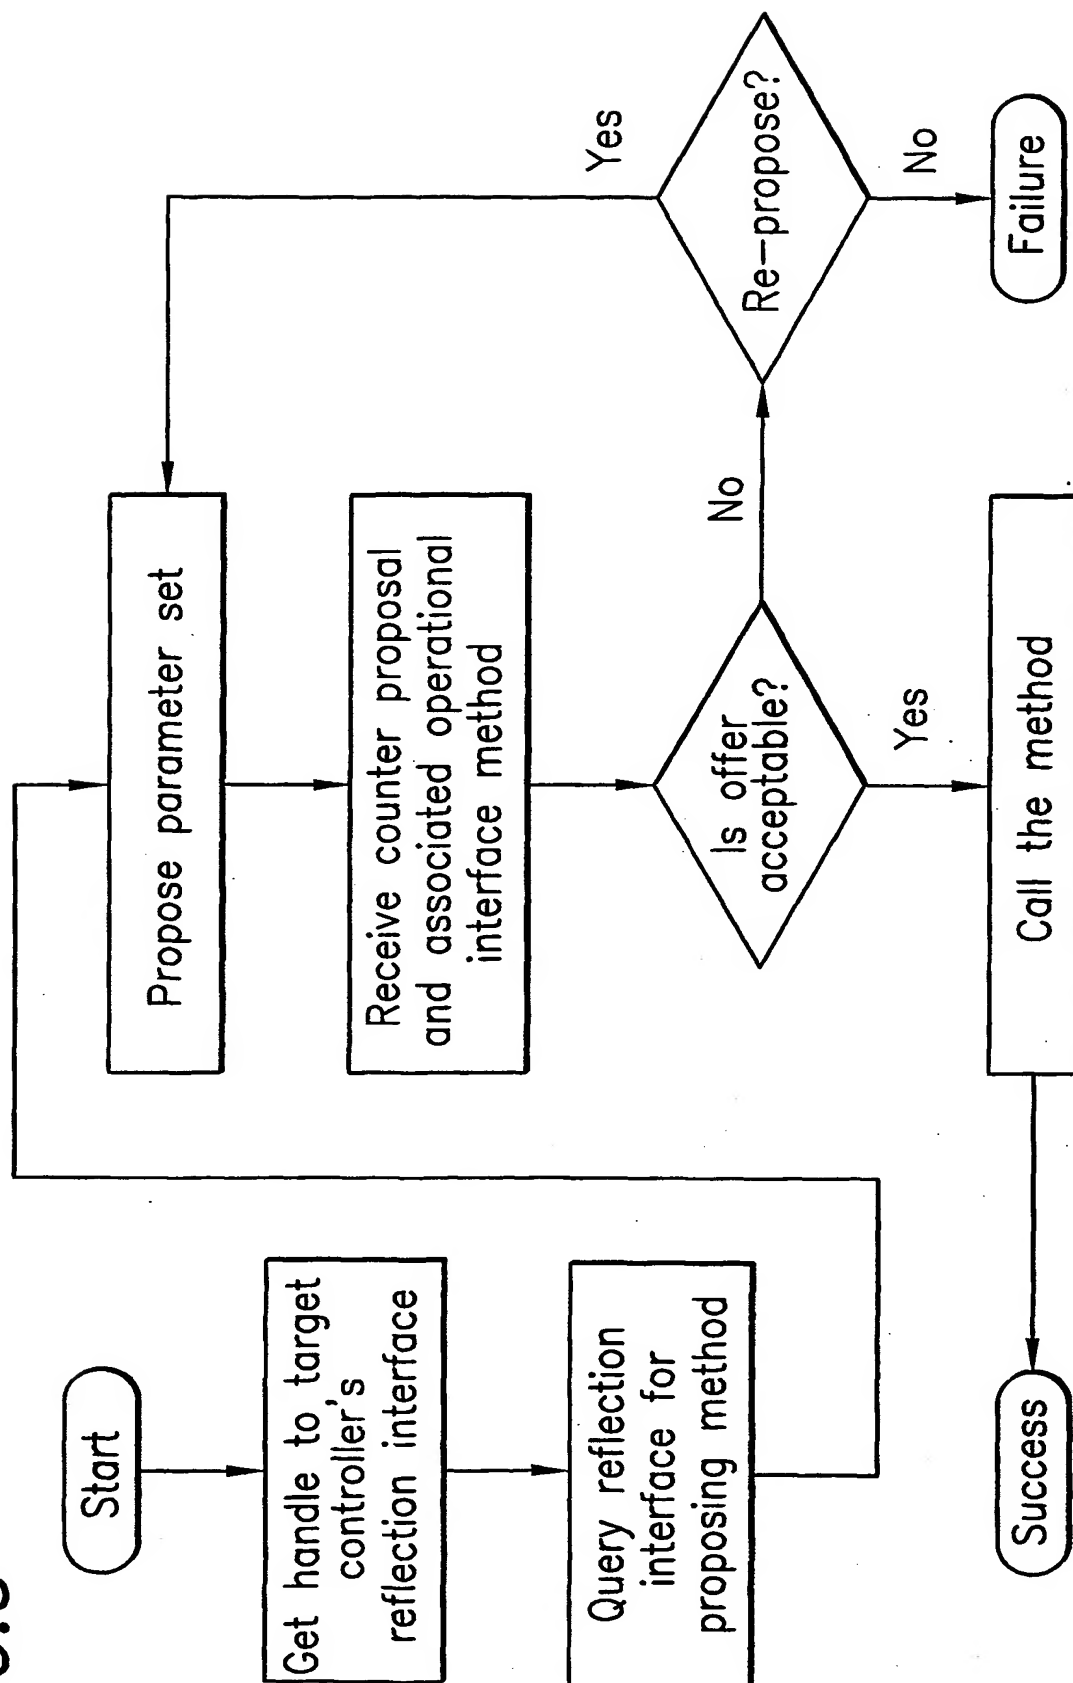 Start
Get handle to target
controller's
reflection interface
Query reflection
interface for
proposing method
Propose parameter set
Receive counter proposal
and associated operational
interface method
Is offer
acceptable?
No
Yes
Re-propose?
Yes
No
Failure
Call the method
Success